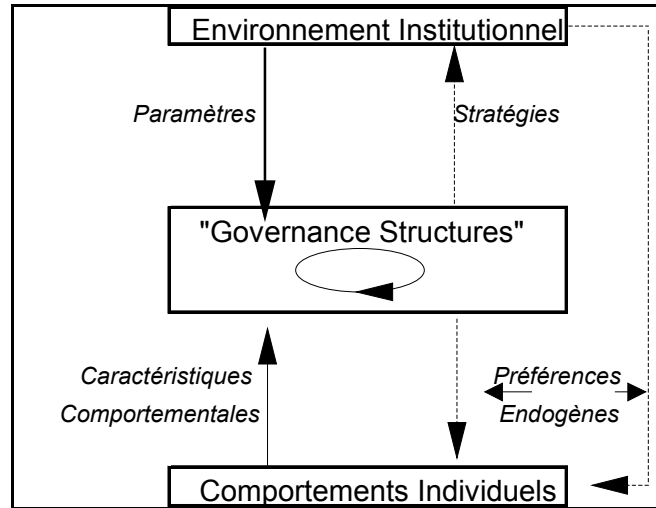 Environnement Institutionnel
Paramètres
Stratégies
"Governance Structures"
Caractéristiques
Comportementales
Préférences
Endogènes
Comportements Individuels